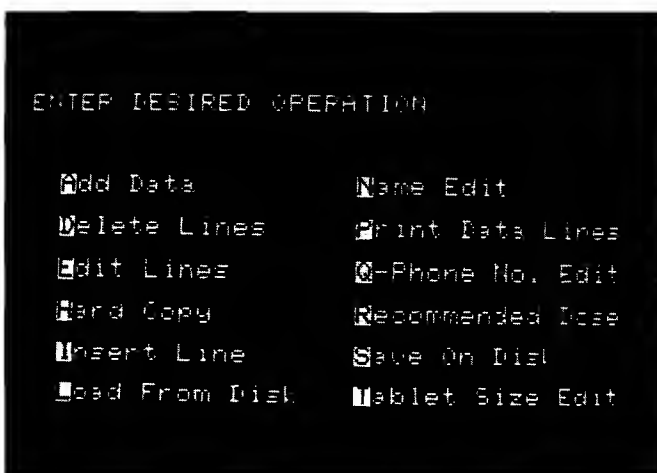 ENTER DESIRED OPERATION
Add Data
Delete Lines
Edit Lines
Hard Copy
Insert Line
Load From Disk
Name Edit
Print Data Lines
Q-Phone No. Edit
Recommended Dose
Save On Disk
Tablet Size Edit